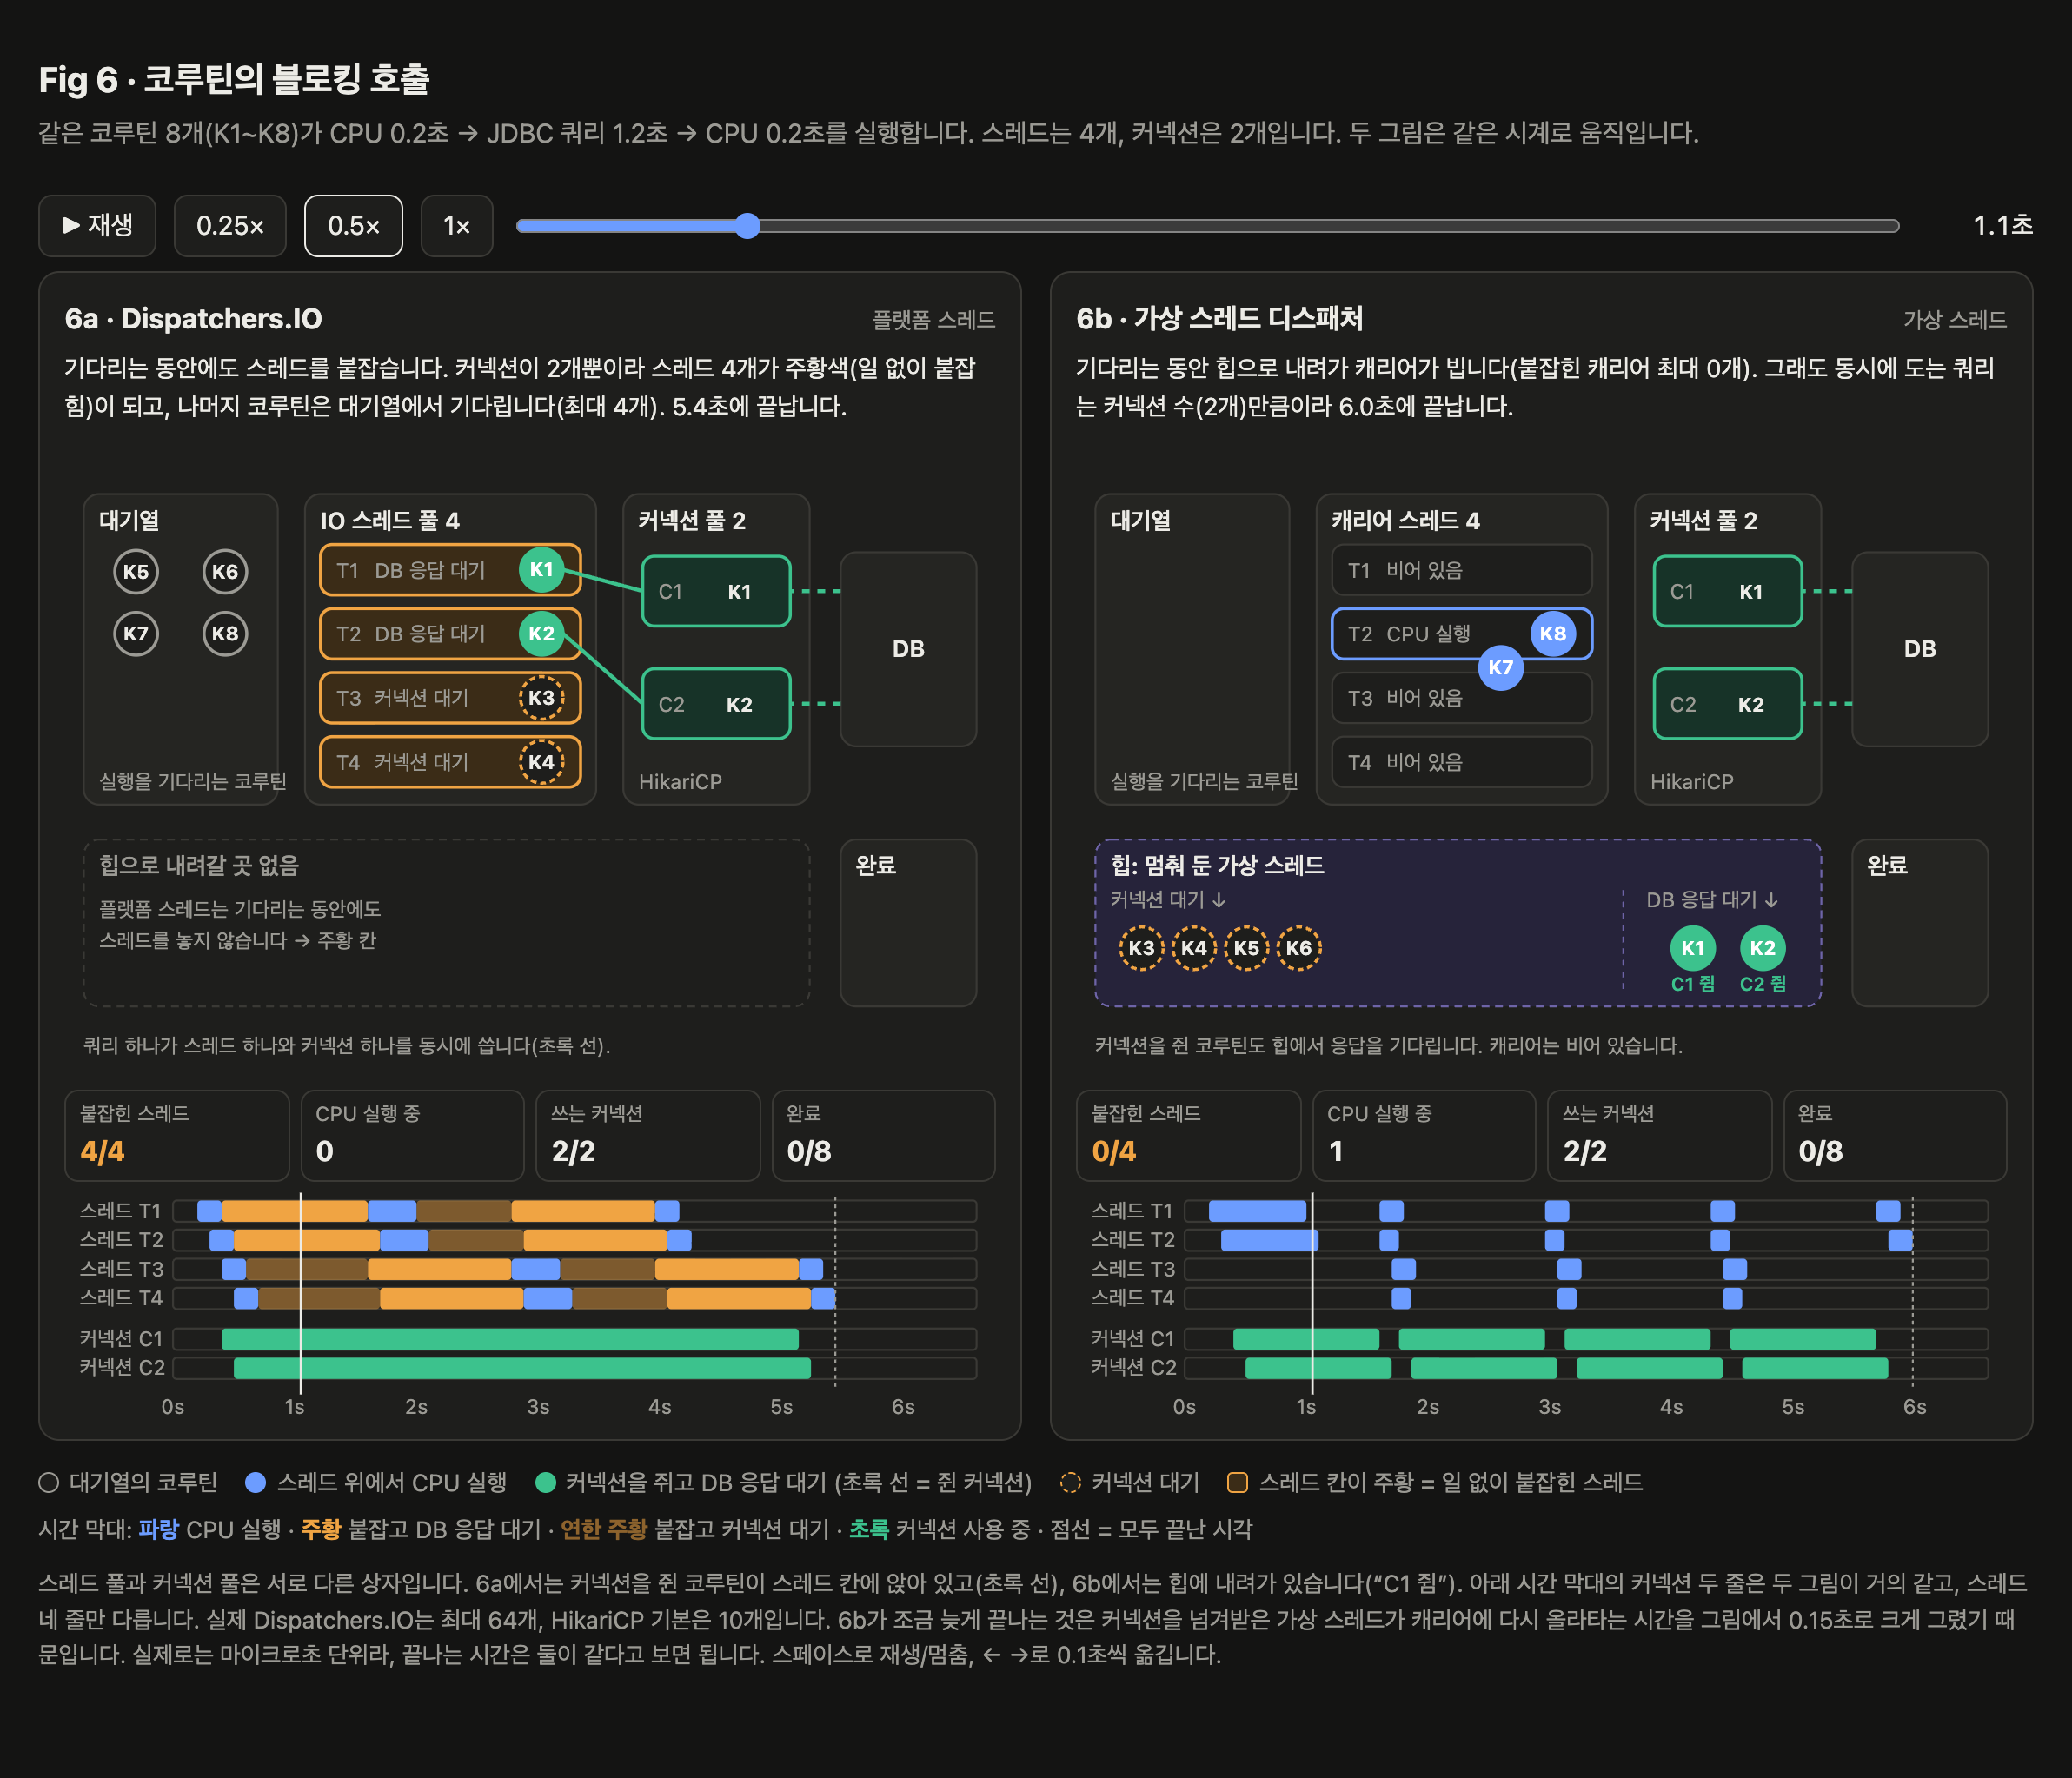 Fig 6 · 코루틴의 블로킹 호출
같은 코루틴 8개(K1~K8)가 CPU 0.2초 → JDBC 쿼리 1.2초 → CPU 0.2초를 실행합니다. 스레드는 4개, 커넥션은 2개입니다. 두 그림은 같은 시계로 움직입니다.
▶ 재생 0.25× 0.5× 1× 1.1초
6a · Dispatchers.IO 플랫폼 스레드
기다리는 동안에도 스레드를 붙잡습니다. 커넥션이 2개뿐이라 스레드 4개가 주황색(일 없이 붙잡
힘)이 되고, 나머지 코루틴은 대기열에서 기다립니다(최대 4개). 5.4초에 끝납니다.
대기열
K5 K6
K7 K8
실행을 기다리는 코루틴
IO 스레드 풀 4
T1 DB 응답 대기 K1
T2 DB 응답 대기 K2
T3 커넥션 대기 K3
T4 커넥션 대기 K4
커넥션 풀 2
C1 K1
C2 K2
HikariCP
DB
힙으로 내려갈 곳 없음
플랫폼 스레드는 기다리는 동안에도
스레드를 놓지 않습니다 → 주황 칸
완료
쿼리 하나가 스레드 하나와 커넥션 하나를 동시에 씁니다(초록 선).
붙잡힌 스레드
4/4
CPU 실행 중
0
쓰는 커넥션
2/2
완료
0/8
스레드 T1
스레드 T2
스레드 T3
스레드 T4
커넥션 C1
커넥션 C2
0s 1s 2s 3s 4s 5s 6s
6b · 가상 스레드 디스패처 가상 스레드
기다리는 동안 힙으로 내려가 캐리어가 빕니다(붙잡힌 캐리어 최대 0개). 그래도 동시에 도는 쿼리
는 커넥션 수(2개)만큼이라 6.0초에 끝납니다.
대기열
실행을 기다리는 코루틴
캐리어 스레드 4
T1 비어 있음
T2 CPU 실행 K8
K7
T3 비어 있음
T4 비어 있음
커넥션 풀 2
C1 K1
C2 K2
HikariCP
DB
힙: 멈춰 둔 가상 스레드
커넥션 대기 ↓
K3 K4 K5 K6
DB 응답 대기 ↓
K1 K2
C1 쥠 C2 쥠
완료
커넥션을 쥔 코루틴도 힙에서 응답을 기다립니다. 캐리어는 비어 있습니다.
붙잡힌 스레드
0/4
CPU 실행 중
1
쓰는 커넥션
2/2
완료
0/8
스레드 T1
스레드 T2
스레드 T3
스레드 T4
커넥션 C1
커넥션 C2
0s 1s 2s 3s 4s 5s 6s
대기열의 코루틴 스레드 위에서 CPU 실행 커넥션을 쥐고 DB 응답 대기 (초록 선 = 쥔 커넥션) 커넥션 대기 스레드 칸이 주황 = 일 없이 붙잡힌 스레드
시간 막대: 파랑 CPU 실행 · 주황 붙잡고 DB 응답 대기 · 연한 주황 붙잡고 커넥션 대기 · 초록 커넥션 사용 중 · 점선 = 모두 끝난 시각
스레드 풀과 커넥션 풀은 서로 다른 상자입니다. 6a에서는 커넥션을 쥔 코루틴이 스레드 칸에 앉아 있고(초록 선), 6b에서는 힙에 내려가 있습니다(“C1 쥠”). 아래 시간 막대의 커넥션 두 줄은 두 그림이 거의 같고, 스레드
네 줄만 다릅니다. 실제 Dispatchers.IO는 최대 64개, HikariCP 기본은 10개입니다. 6b가 조금 늦게 끝나는 것은 커넥션을 넘겨받은 가상 스레드가 캐리어에 다시 올라타는 시간을 그림에서 0.15초로 크게 그렸기 때
문입니다. 실제로는 마이크로초 단위라, 끝나는 시간은 둘이 같다고 보면 됩니다. 스페이스로 재생/멈춤, ← →로 0.1초씩 옮깁니다.